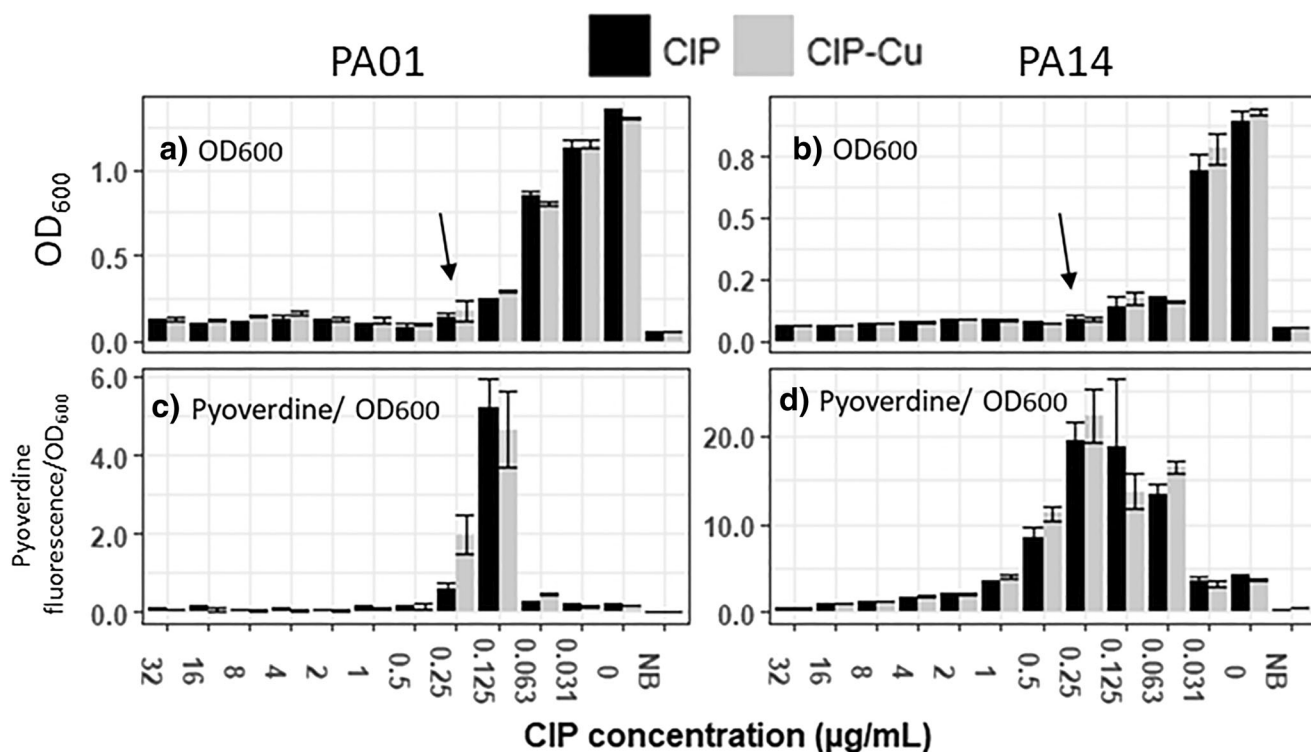 CIP CIP-Cu
PA01 PA14
a) OD600
b) OD600
OD600
1.0
0.5
0.0
0.8
0.5
0.2
0.0
c) Pyoverdine/ OD600
d) Pyoverdine/ OD600
Pyoverdine
fluorescence/OD600
6.0
4.0
2.0
0.0
20.0
10.0
0.0
32 16 8 4 2 1 0.5 0.25 0.125 0.063 0.031 0 NB
32 16 8 4 2 1 0.5 0.25 0.125 0.063 0.031 0 NB
CIP concentration (µg/mL)